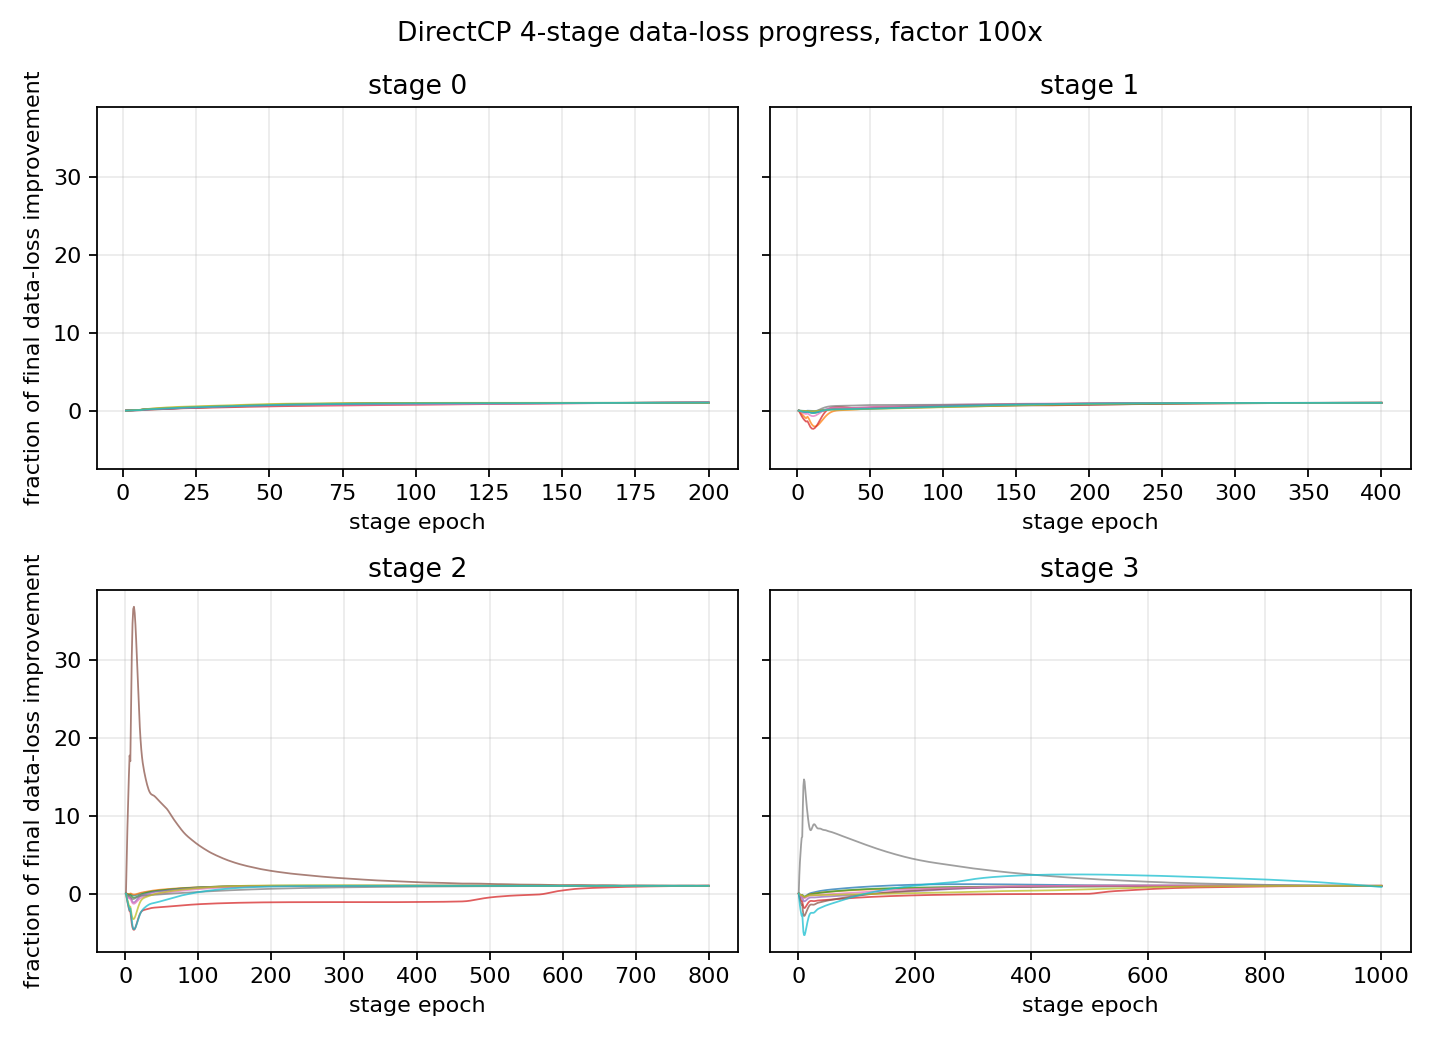 DirectCP 4-stage data-loss progress, factor 100x
stage 0
stage 1
fraction of final data-loss improvement
30
20
10
0
0 25 50 75 100 125 150 175 200
stage epoch
0 50 100 150 200 250 300 350 400
stage epoch
stage 2
stage 3
fraction of final data-loss improvement
30
20
10
0
0 100 200 300 400 500 600 700 800
stage epoch
0 200 400 600 800 1000
stage epoch